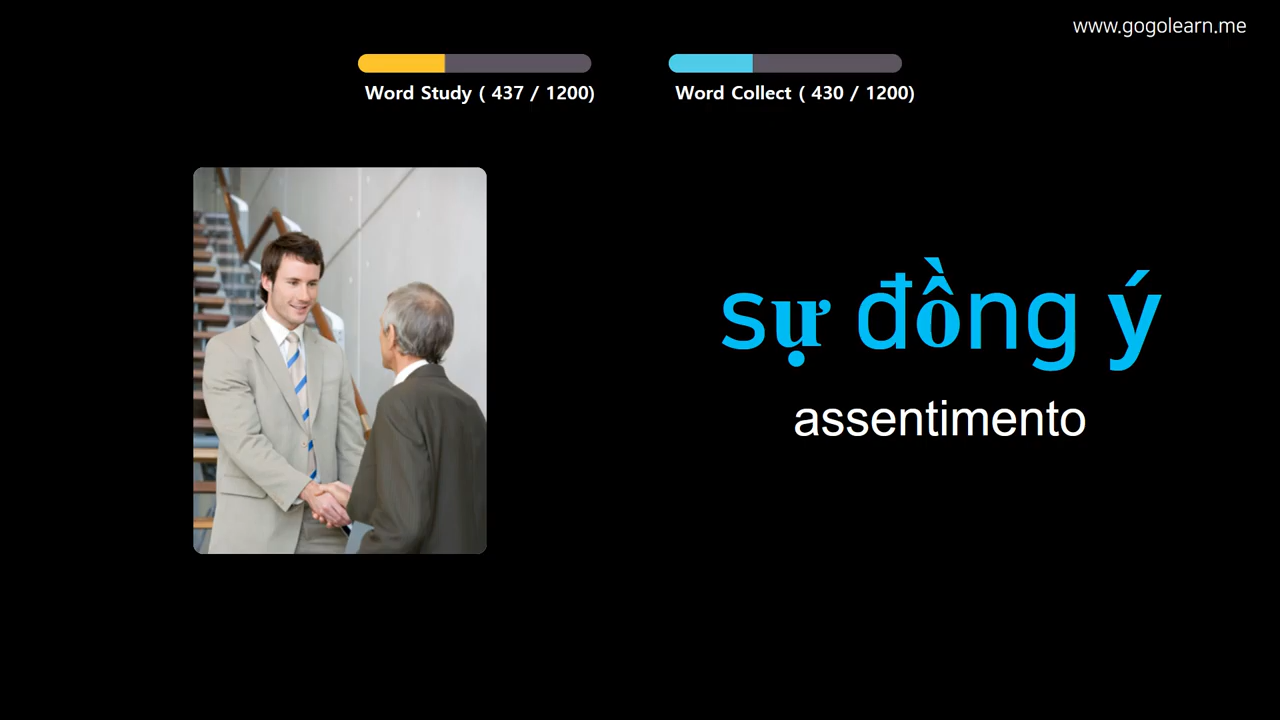 www.gogolearn.me
Word Study ( 437 / 1200)
Word Collect ( 430 / 1200)
sự đồng ý
assentimento